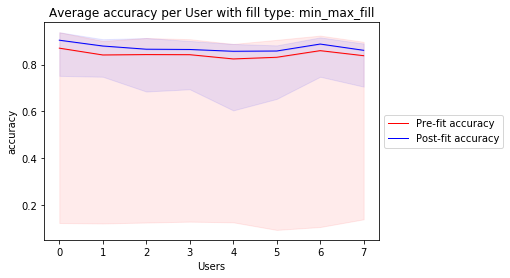 Average accuracy per User with fill type: min_max_fill
accuracy
0.8
0.6
0.4
0.2
0 1 2 3 4 5 6 7
Users
Pre-fit accuracy
Post-fit accuracy